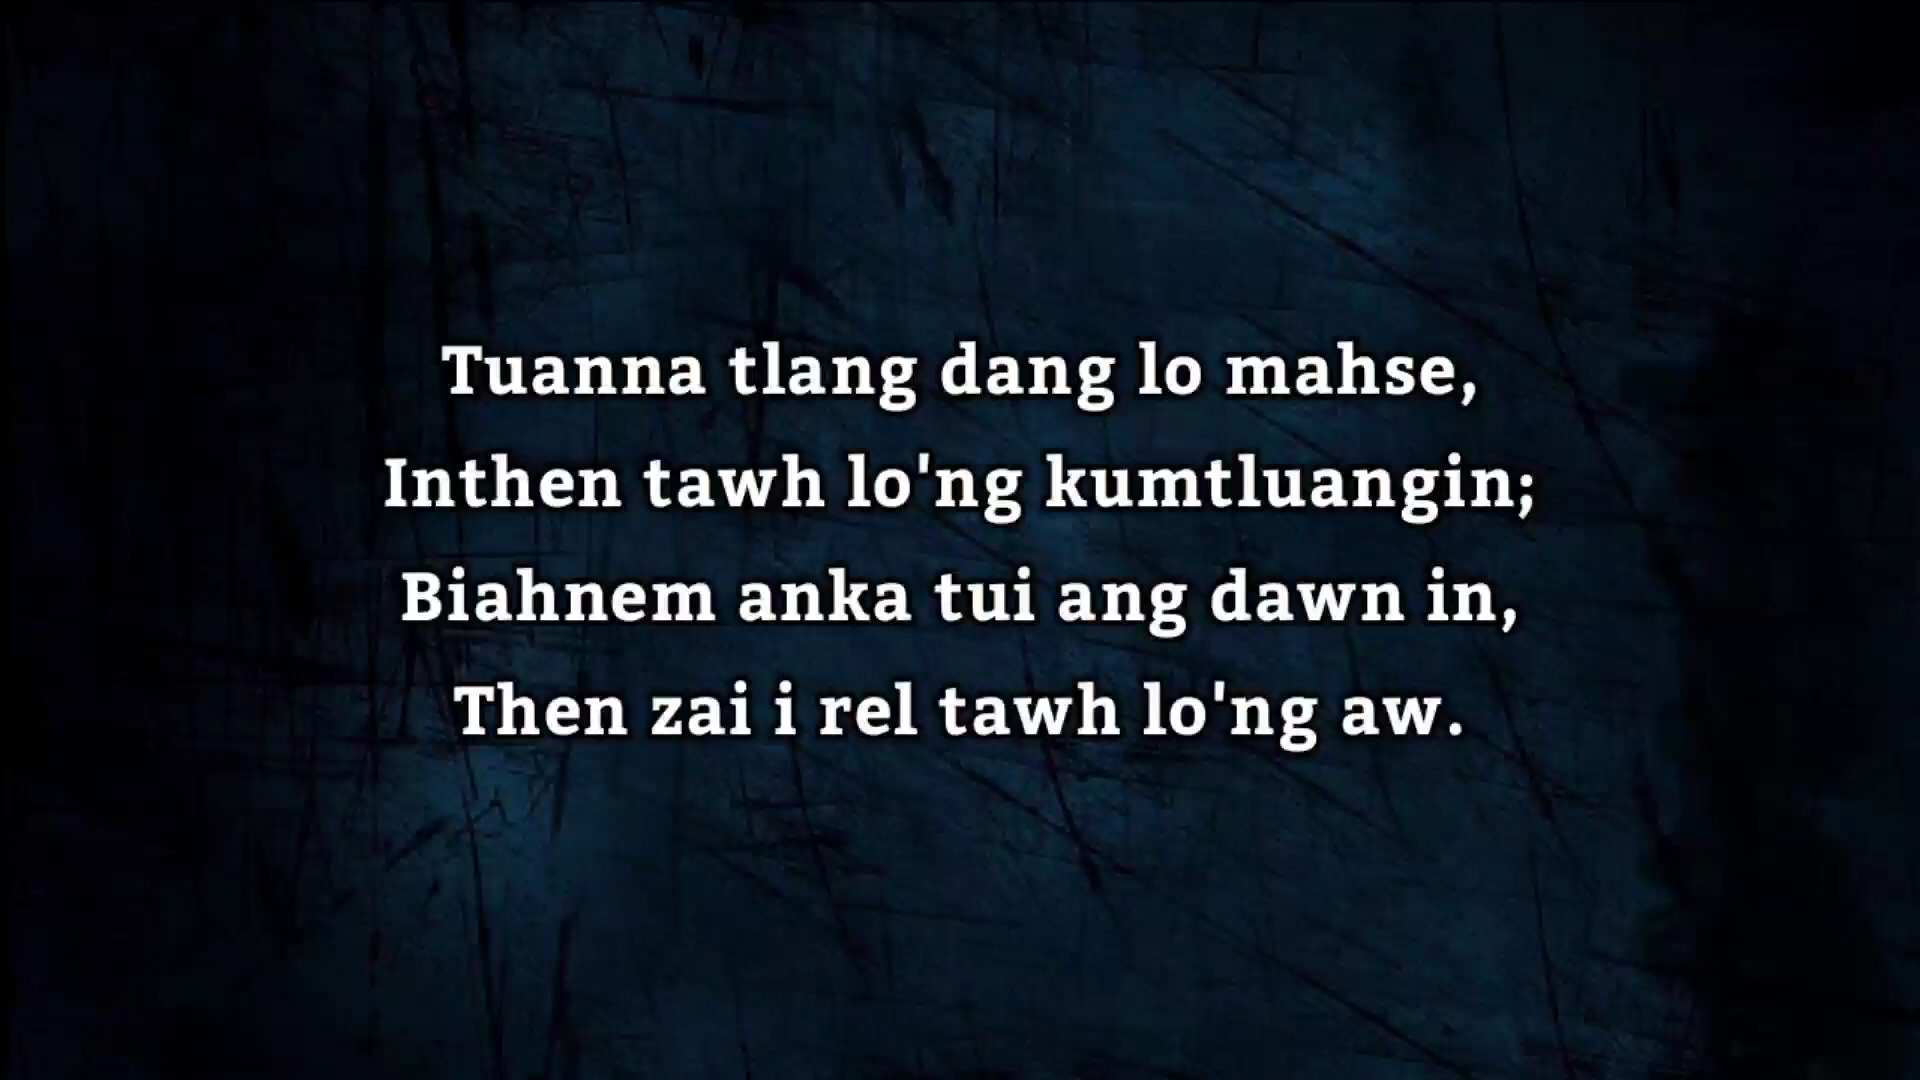 Tuanna tlang dang lo mahse,
Inthen tawh lo'ng kumtluangin;
Biahnem anka tui ang dawn in,
Then zai i rel tawh lo'ng aw.